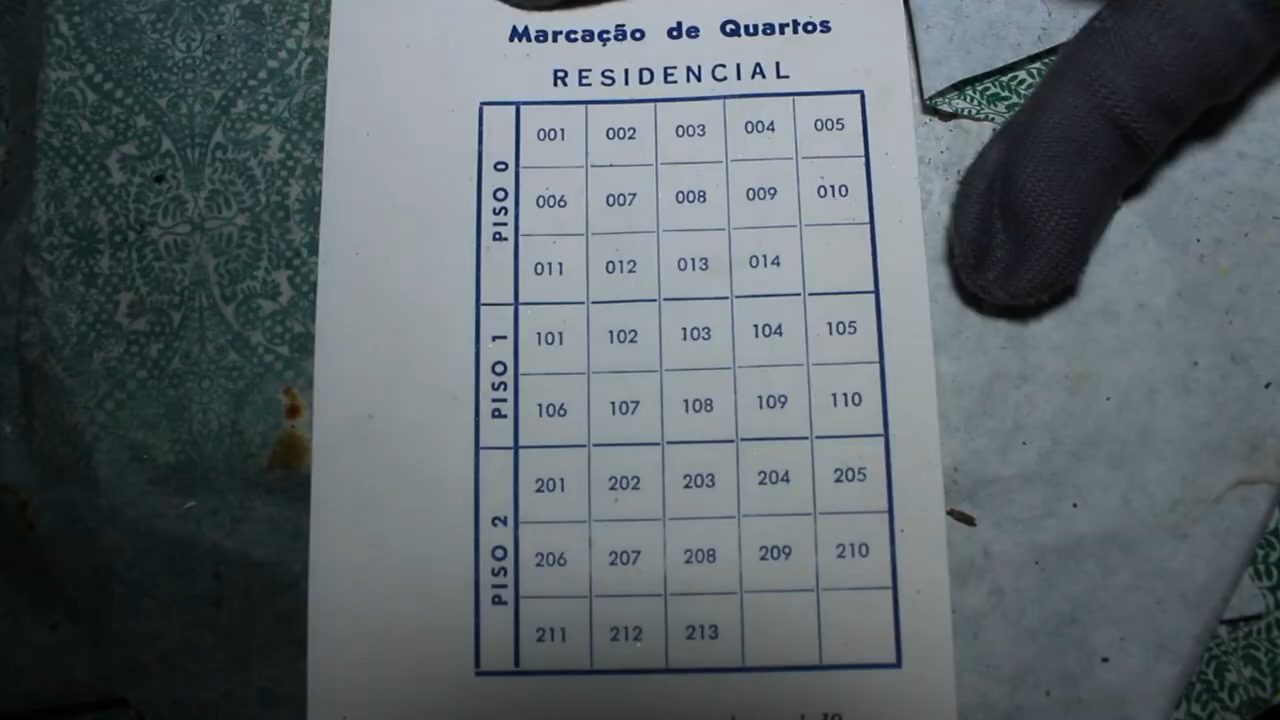 Marcação de Quartos
RESIDENCIAL
PISO 0
001 002 003 004 005
006 007 008 009 010
011 012 013 014
PISO 1
101 102 103 104 105
106 107 108 109 110
PISO 2
201 202 203 204 205
206 207 208 209 210
211 212 213